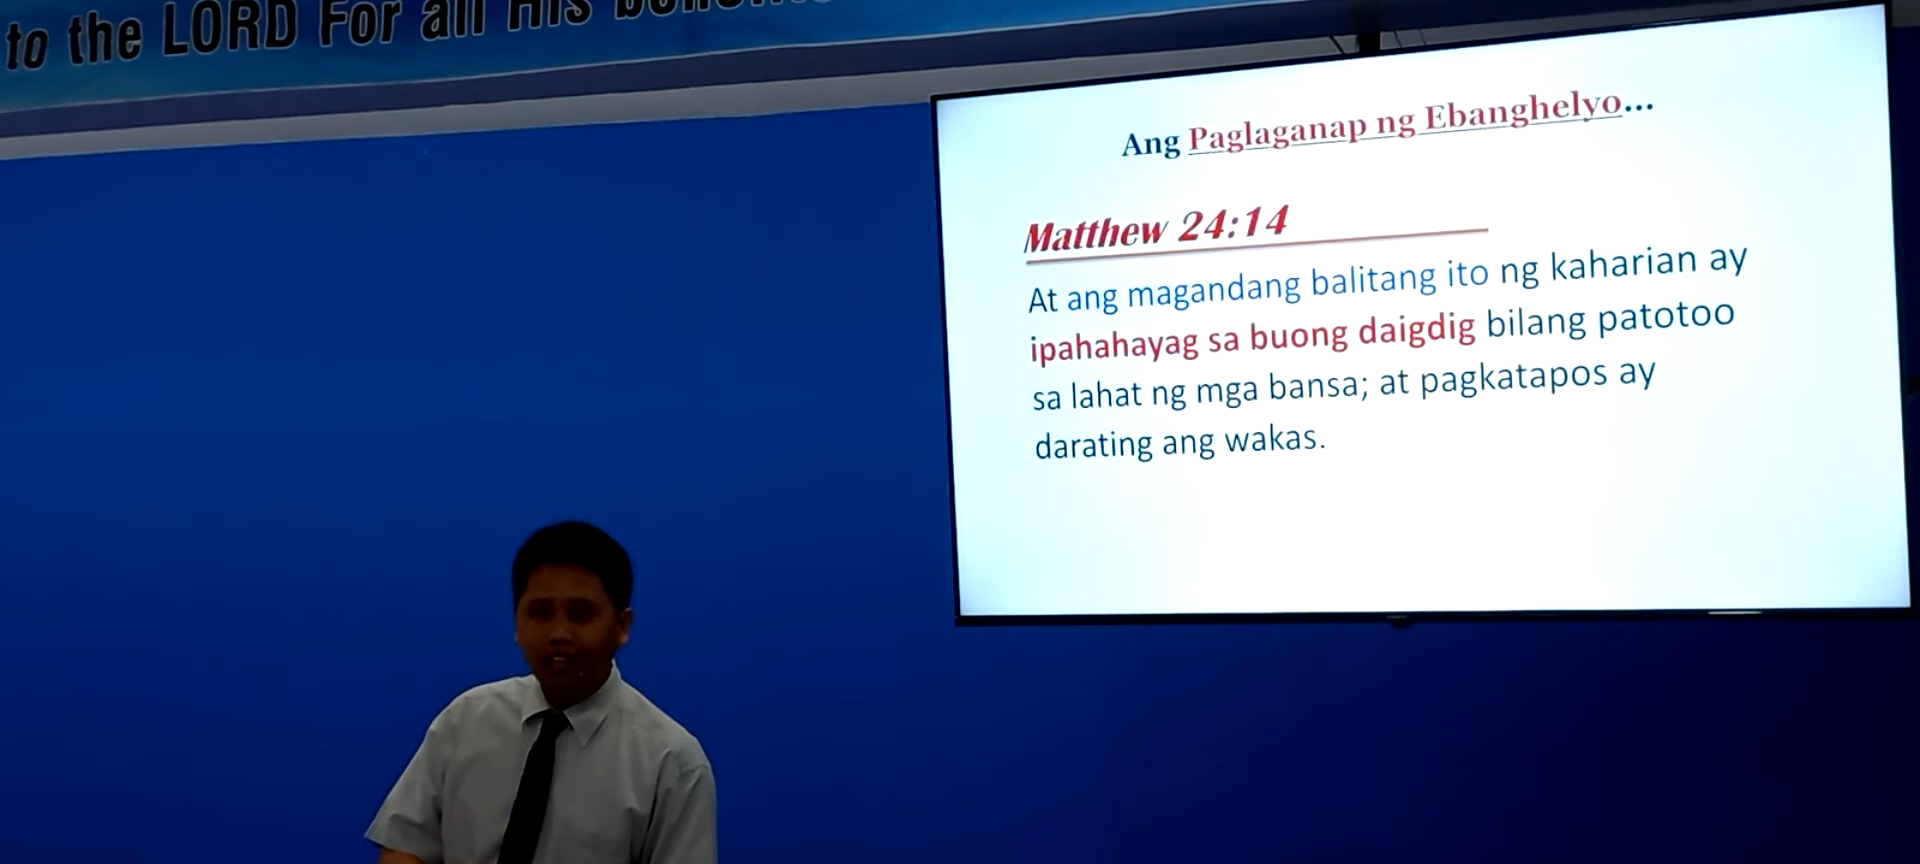 to the LORD For all His
Ang Paglaganap ng Ebanghelyo...
Matthew 24:14
At ang magandang balitang ito ng kaharian ay
ipahahayag sa buong daigdig bilang patotoo
sa lahat ng mga bansa; at pagkatapos ay
darating ang wakas.